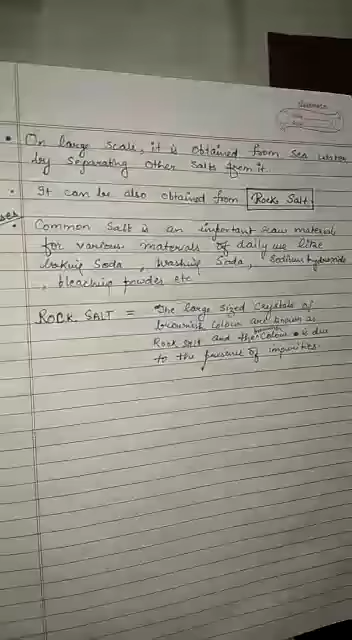 • On large scale, it is obtained from sea water
by separating other salts from it.
• It can be also obtained from Rock Salt
uses
• Common Salt is an important raw material
for various materials of daily use like
baking Soda, washing Soda, Sodium hydroxide
, bleaching powder etc
ROCK SALT = The large sized crystals of
brownish colour are known as
Rock salt and the brownish colour is due
to the presence of impurities.